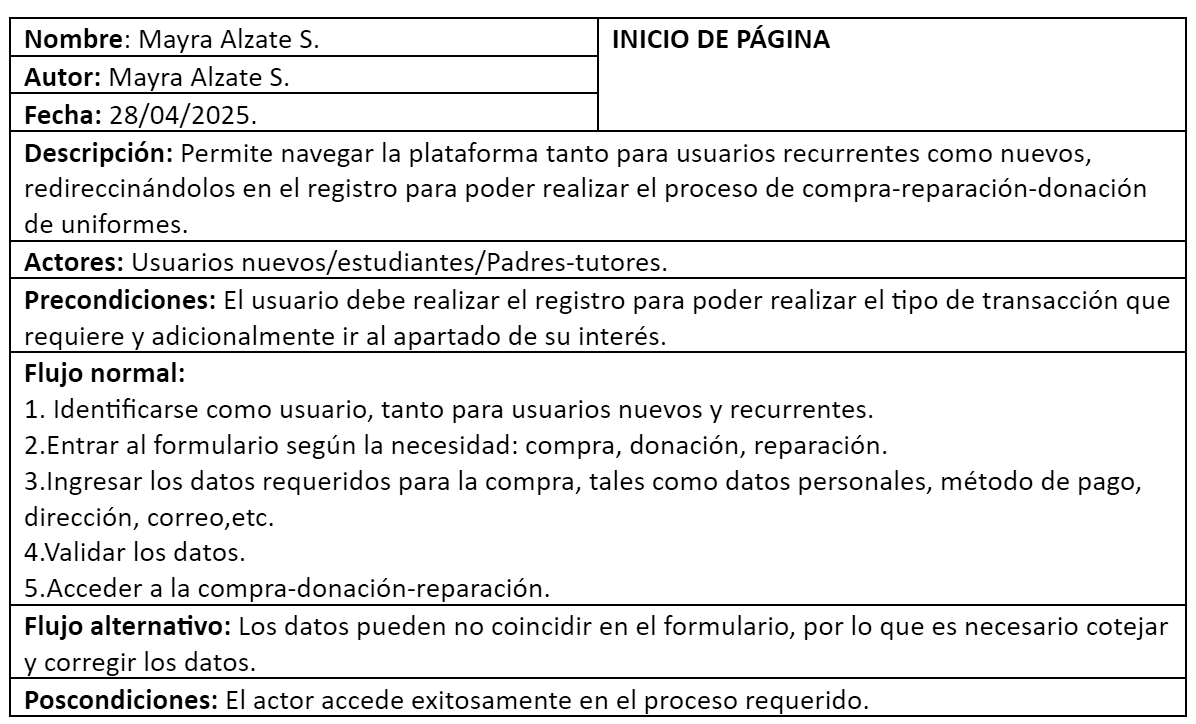 Nombre: Mayra Alzate S.
INICIO DE PÁGINA
Autor: Mayra Alzate S.
Fecha: 28/04/2025.
Descripción: Permite navegar la plataforma tanto para usuarios recurrentes como nuevos,
redireccinándolos en el registro para poder realizar el proceso de compra-reparación-donación
de uniformes.
Actores: Usuarios nuevos/estudiantes/Padres-tutores.
Precondiciones: El usuario debe realizar el registro para poder realizar el tipo de transacción que
requiere y adicionalmente ir al apartado de su interés.
Flujo normal:
1. Identificarse como usuario, tanto para usuarios nuevos y recurrentes.
2.Entrar al formulario según la necesidad: compra, donación, reparación.
3.Ingresar los datos requeridos para la compra, tales como datos personales, método de pago,
dirección, correo,etc.
4.Validar los datos.
5.Acceder a la compra-donación-reparación.
Flujo alternativo: Los datos pueden no coincidir en el formulario, por lo que es necesario cotejar
y corregir los datos.
Poscondiciones: El actor accede exitosamente en el proceso requerido.